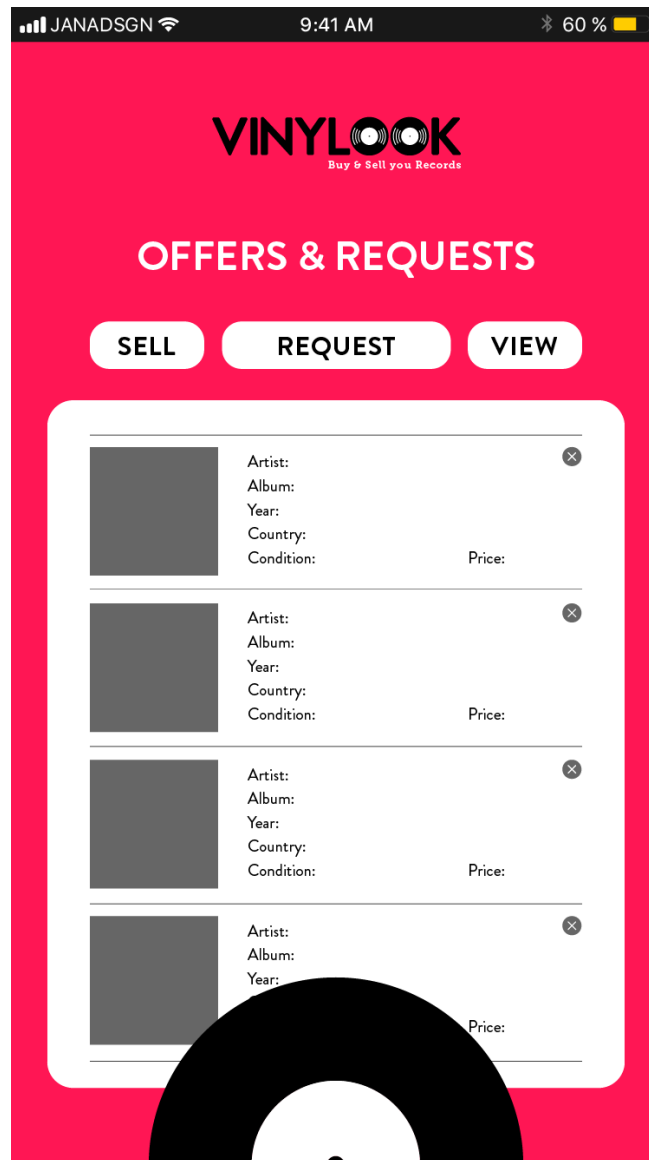 JANADSGN 9:41 AM 60 %
VINYLOOK
Buy & Sell you Records
OFFERS & REQUESTS
SELL REQUEST VIEW
Artist:
Album:
Year:
Country:
Condition: Price:
Artist:
Album:
Year:
Country:
Condition: Price:
Artist:
Album:
Year:
Country:
Condition: Price:
Artist:
Album:
Year:
Price: